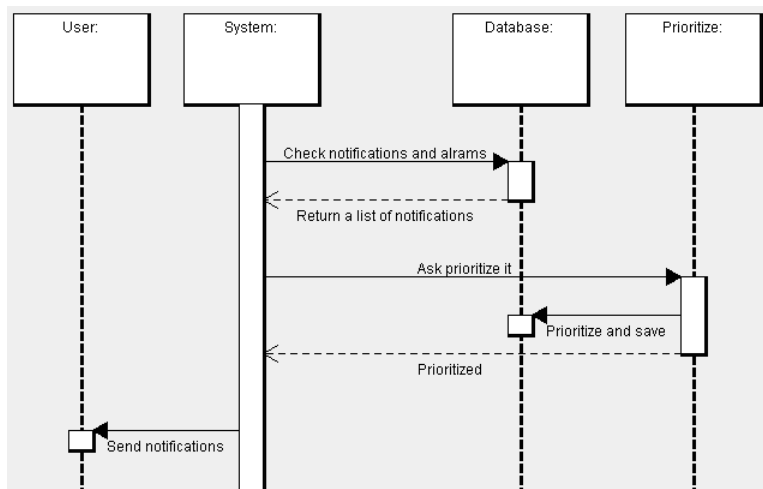 User:
System:
Database:
Prioritize:
Check notifications and alrams
Return a list of notifications
Ask prioritize it
Prioritize and save
Prioritized
Send notifications